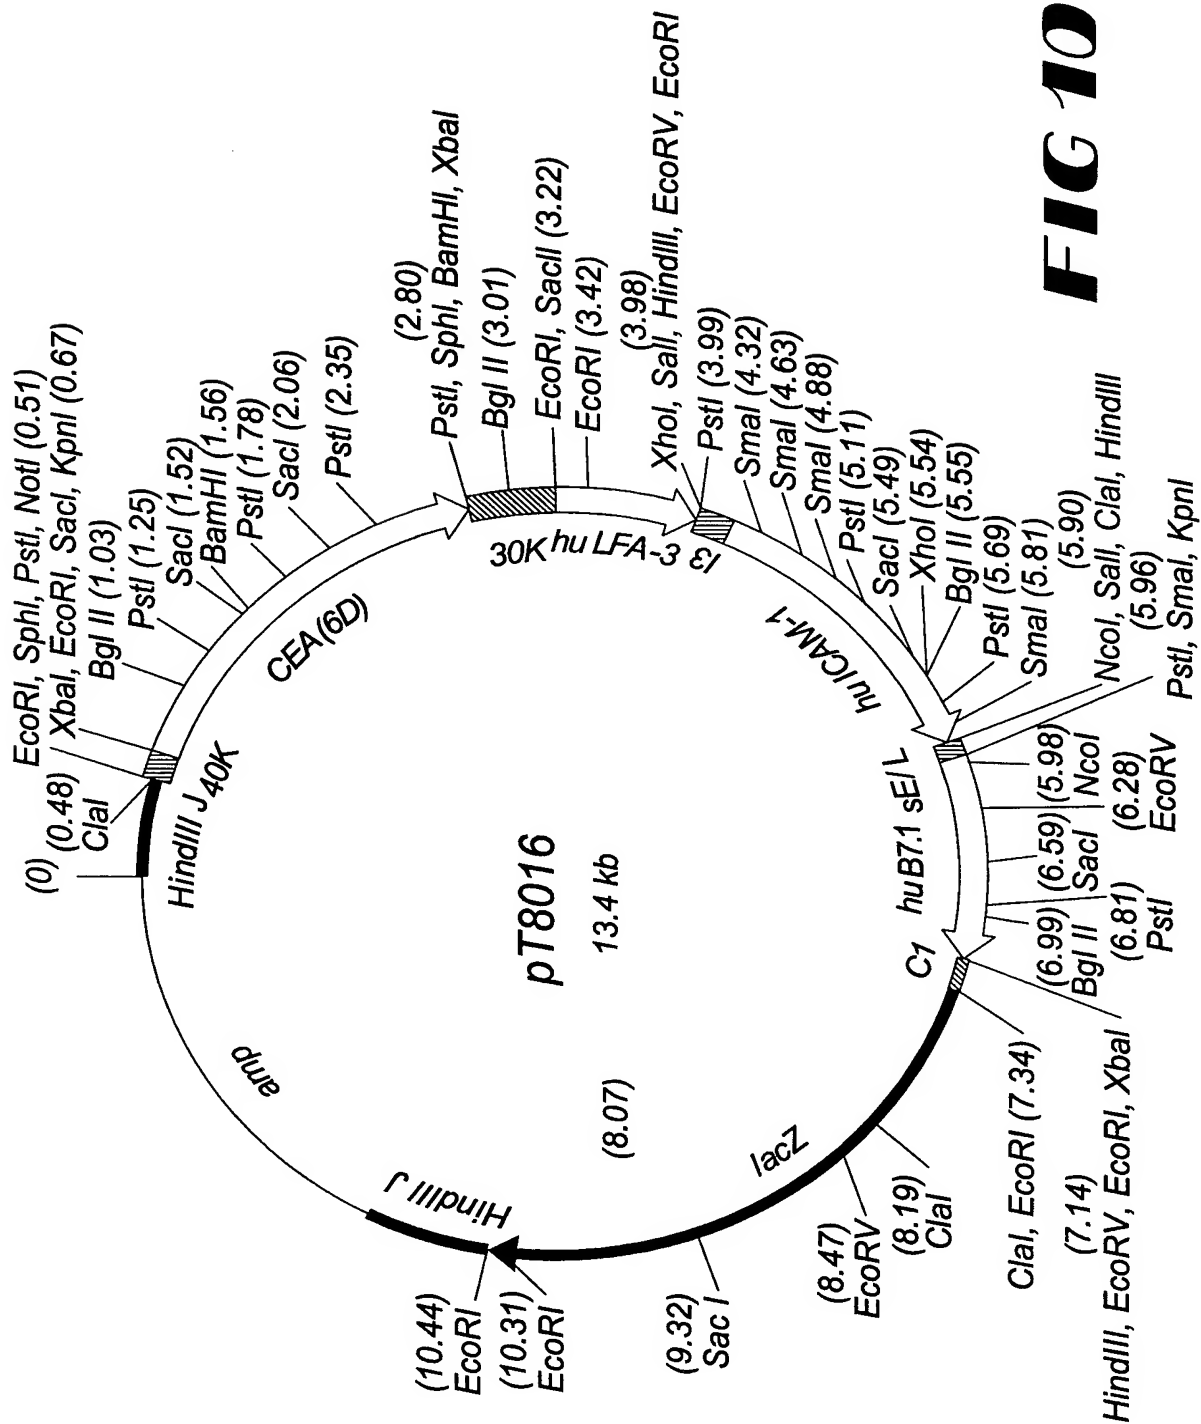 (0)
(0.48)
ClaI
EcoRI, SphI, PstI, NotI (0.51)
XbaI, EcoRI, SacI, KpnI (0.67)
Bgl II (1.03)
PstI (1.25)
SacI (1.52)
BamHI (1.56)
PstI (1.78)
SacI (2.06)
PstI (2.35)
(2.80)
PstI, SphI, BamHI, XbaI
Bgl II (3.01)
EcoRI, SacII (3.22)
EcoRI (3.42)
(3.98)
XhoI, SalI, HindIII, EcoRV, EcoRI
PstI (3.99)
SmaI (4.32)
SmaI (4.63)
SmaI (4.88)
PstI (5.11)
SacI (5.49)
XhoI (5.54)
Bgl II (5.55)
PstI (5.69)
SmaI (5.81)
(5.90)
NcoI, SalI, ClaI, HindIII
(5.96)
PstI, SmaI, KpnI
(5.98)
NcoI
(6.28)
EcoRV
(6.59)
SacI
(6.81)
PstI
(6.99)
Bgl II
(7.14)
HindIII, EcoRV, EcoRI, XbaI
ClaI, EcoRI (7.34)
(8.19)
ClaI
(8.47)
EcoRV
(9.32)
Sac I
(10.31)
EcoRI
(10.44)
EcoRI
HindIII J
40K
CEA(6D)
30K
hu LFA-3
I3
huICAM-1
sE/L
huB7.1
C1
lacZ
(8.07)
HindIII J
amp
pT8016
13.4 kb
FIG 10